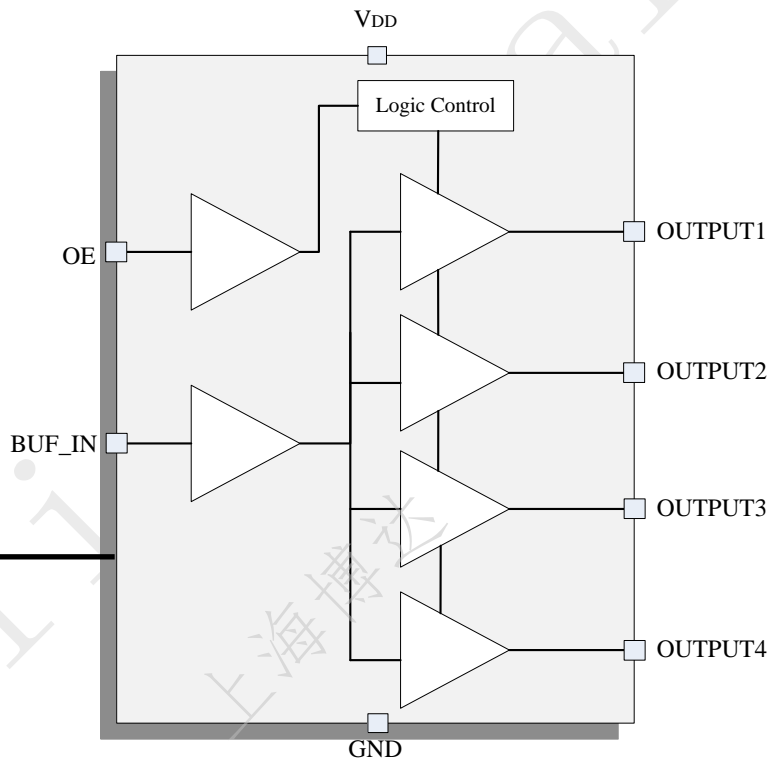 VDD
Logic Control
OE
OUTPUT1
OUTPUT2
BUF_IN
OUTPUT3
上海博达
OUTPUT4
GND